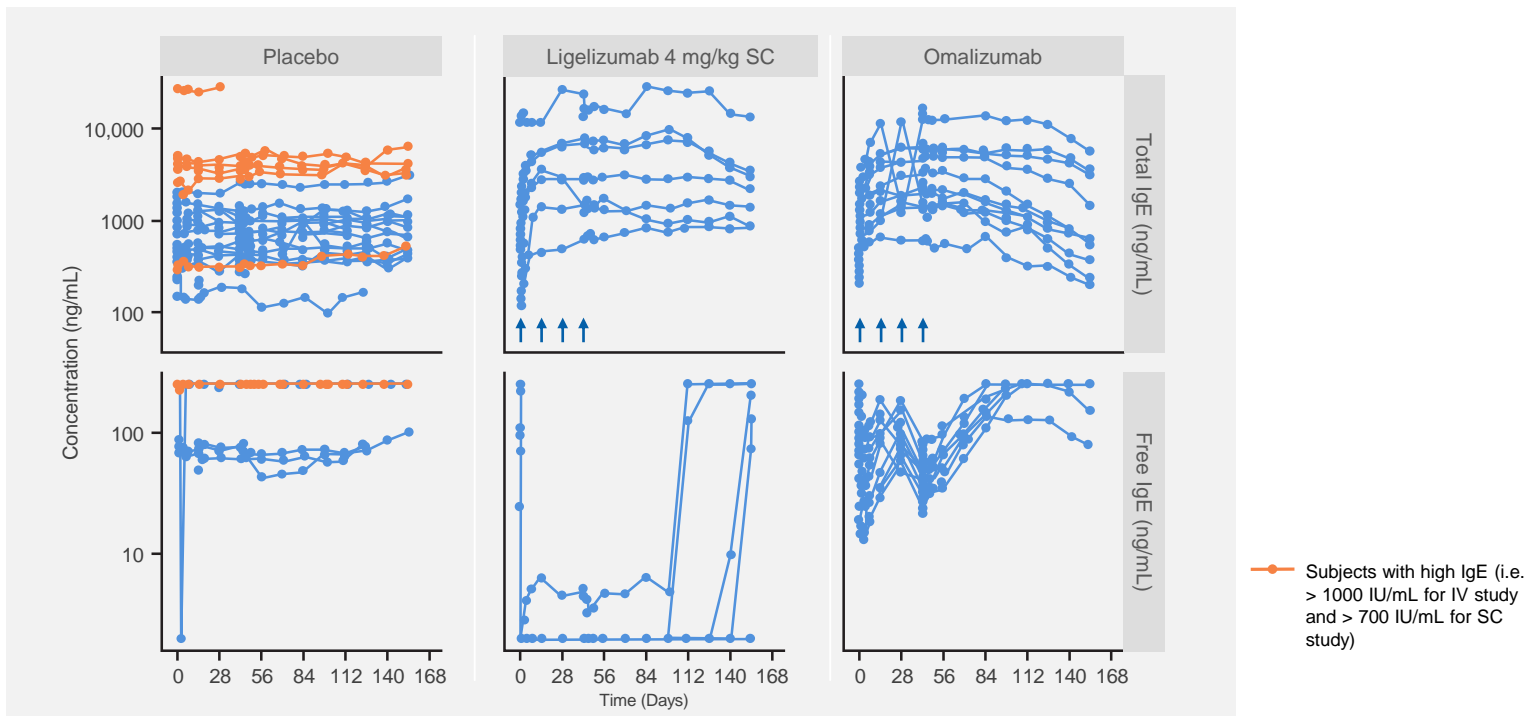 Placebo
Ligelizumab 4 mg/kg SC
Omalizumab
Concentration (ng/mL)
10,000
1000
400
100
Total IgE (ng/mL)
100
10
Free IgE (ng/mL)
0 28 56 84 112 140 168
0 28 56 84 112 140 168
0 28 56 84 112 140 168
Time (Days)
Subjects with high IgE (i.e.
> 1000 IU/mL for IV study
and > 700 IU/mL for SC
study)